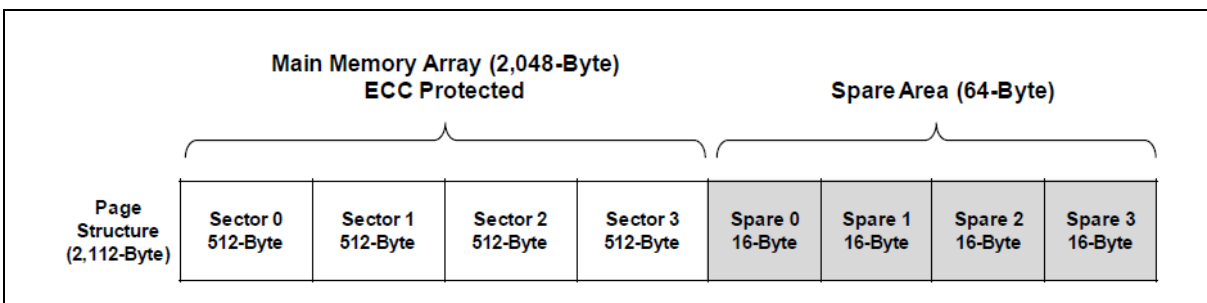 Main Memory Array (2,048-Byte)
ECC Protected
Spare Area (64-Byte)
Page
Structure
(2,112-Byte)
Sector 0
512-Byte
Sector 1
512-Byte
Sector 2
512-Byte
Sector 3
512-Byte
Spare 0
16-Byte
Spare 1
16-Byte
Spare 2
16-Byte
Spare 3
16-Byte